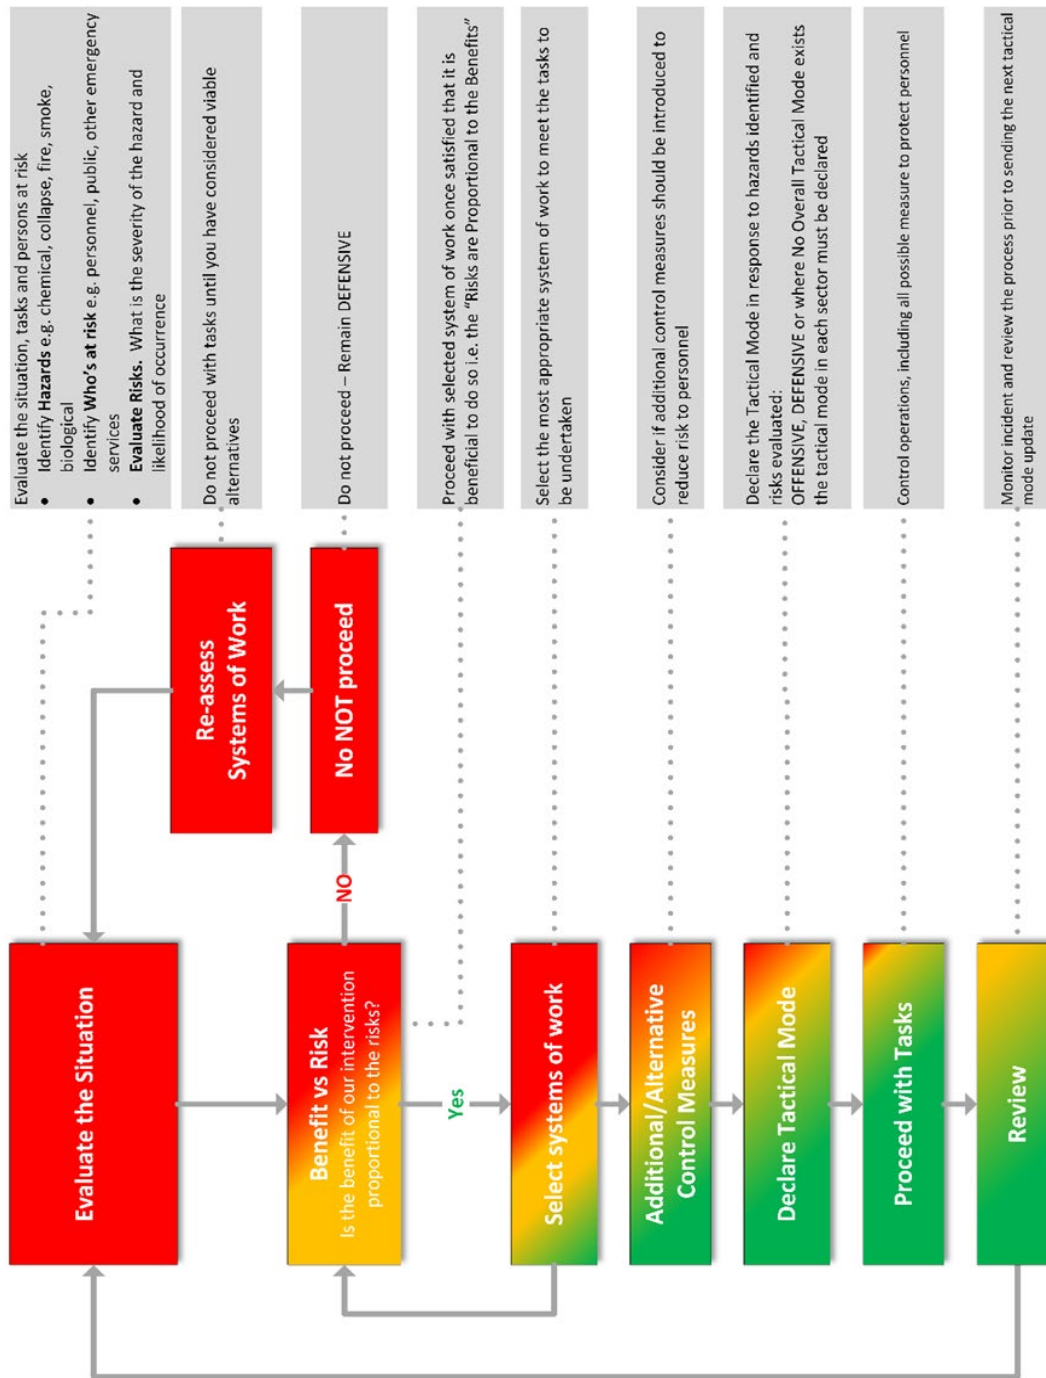 Evaluate the Situation
Evaluate the situation, tasks and persons at risk
● Identify Hazards e.g. chemical, collapse, fire, smoke,
biological
● Identify Who's at risk e.g. personnel, public, other emergency
services
● Evaluate Risks. What is the severity of the hazard and
likelihood of occurrence
Re-assess
Systems of Work
Do not proceed with tasks until you have considered viable
alternatives
Benefit vs Risk
Is the benefit of our intervention
proportional to the risks?
NO
No NOT proceed
Do not proceed – Remain DEFENSIVE
Yes
Proceed with selected system of work once satisfied that it is
beneficial to do so i.e. the “Risks are Proportional to the Benefits”
Select systems of work
Select the most appropriate system of work to meet the tasks to
be undertaken
Additional/Alternative
Control Measures
Consider if additional control measures should be introduced to
reduce risk to personnel
Declare Tactical Mode
Declare the Tactical Mode in response to hazards identified and
risks evaluated:
OFFENSIVE, DEFENSIVE or where No Overall Tactical Mode exists
the tactical mode in each sector must be declared
Proceed with Tasks
Control operations, including all possible measure to protect personnel
Review
Monitor incident and review the process prior to sending the next tactical
mode update